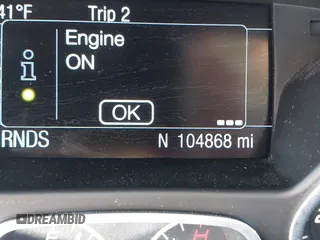 41°F Trip 2
Engine
ON
OK
RNDS N 104868 mi
F H
DREAMBID